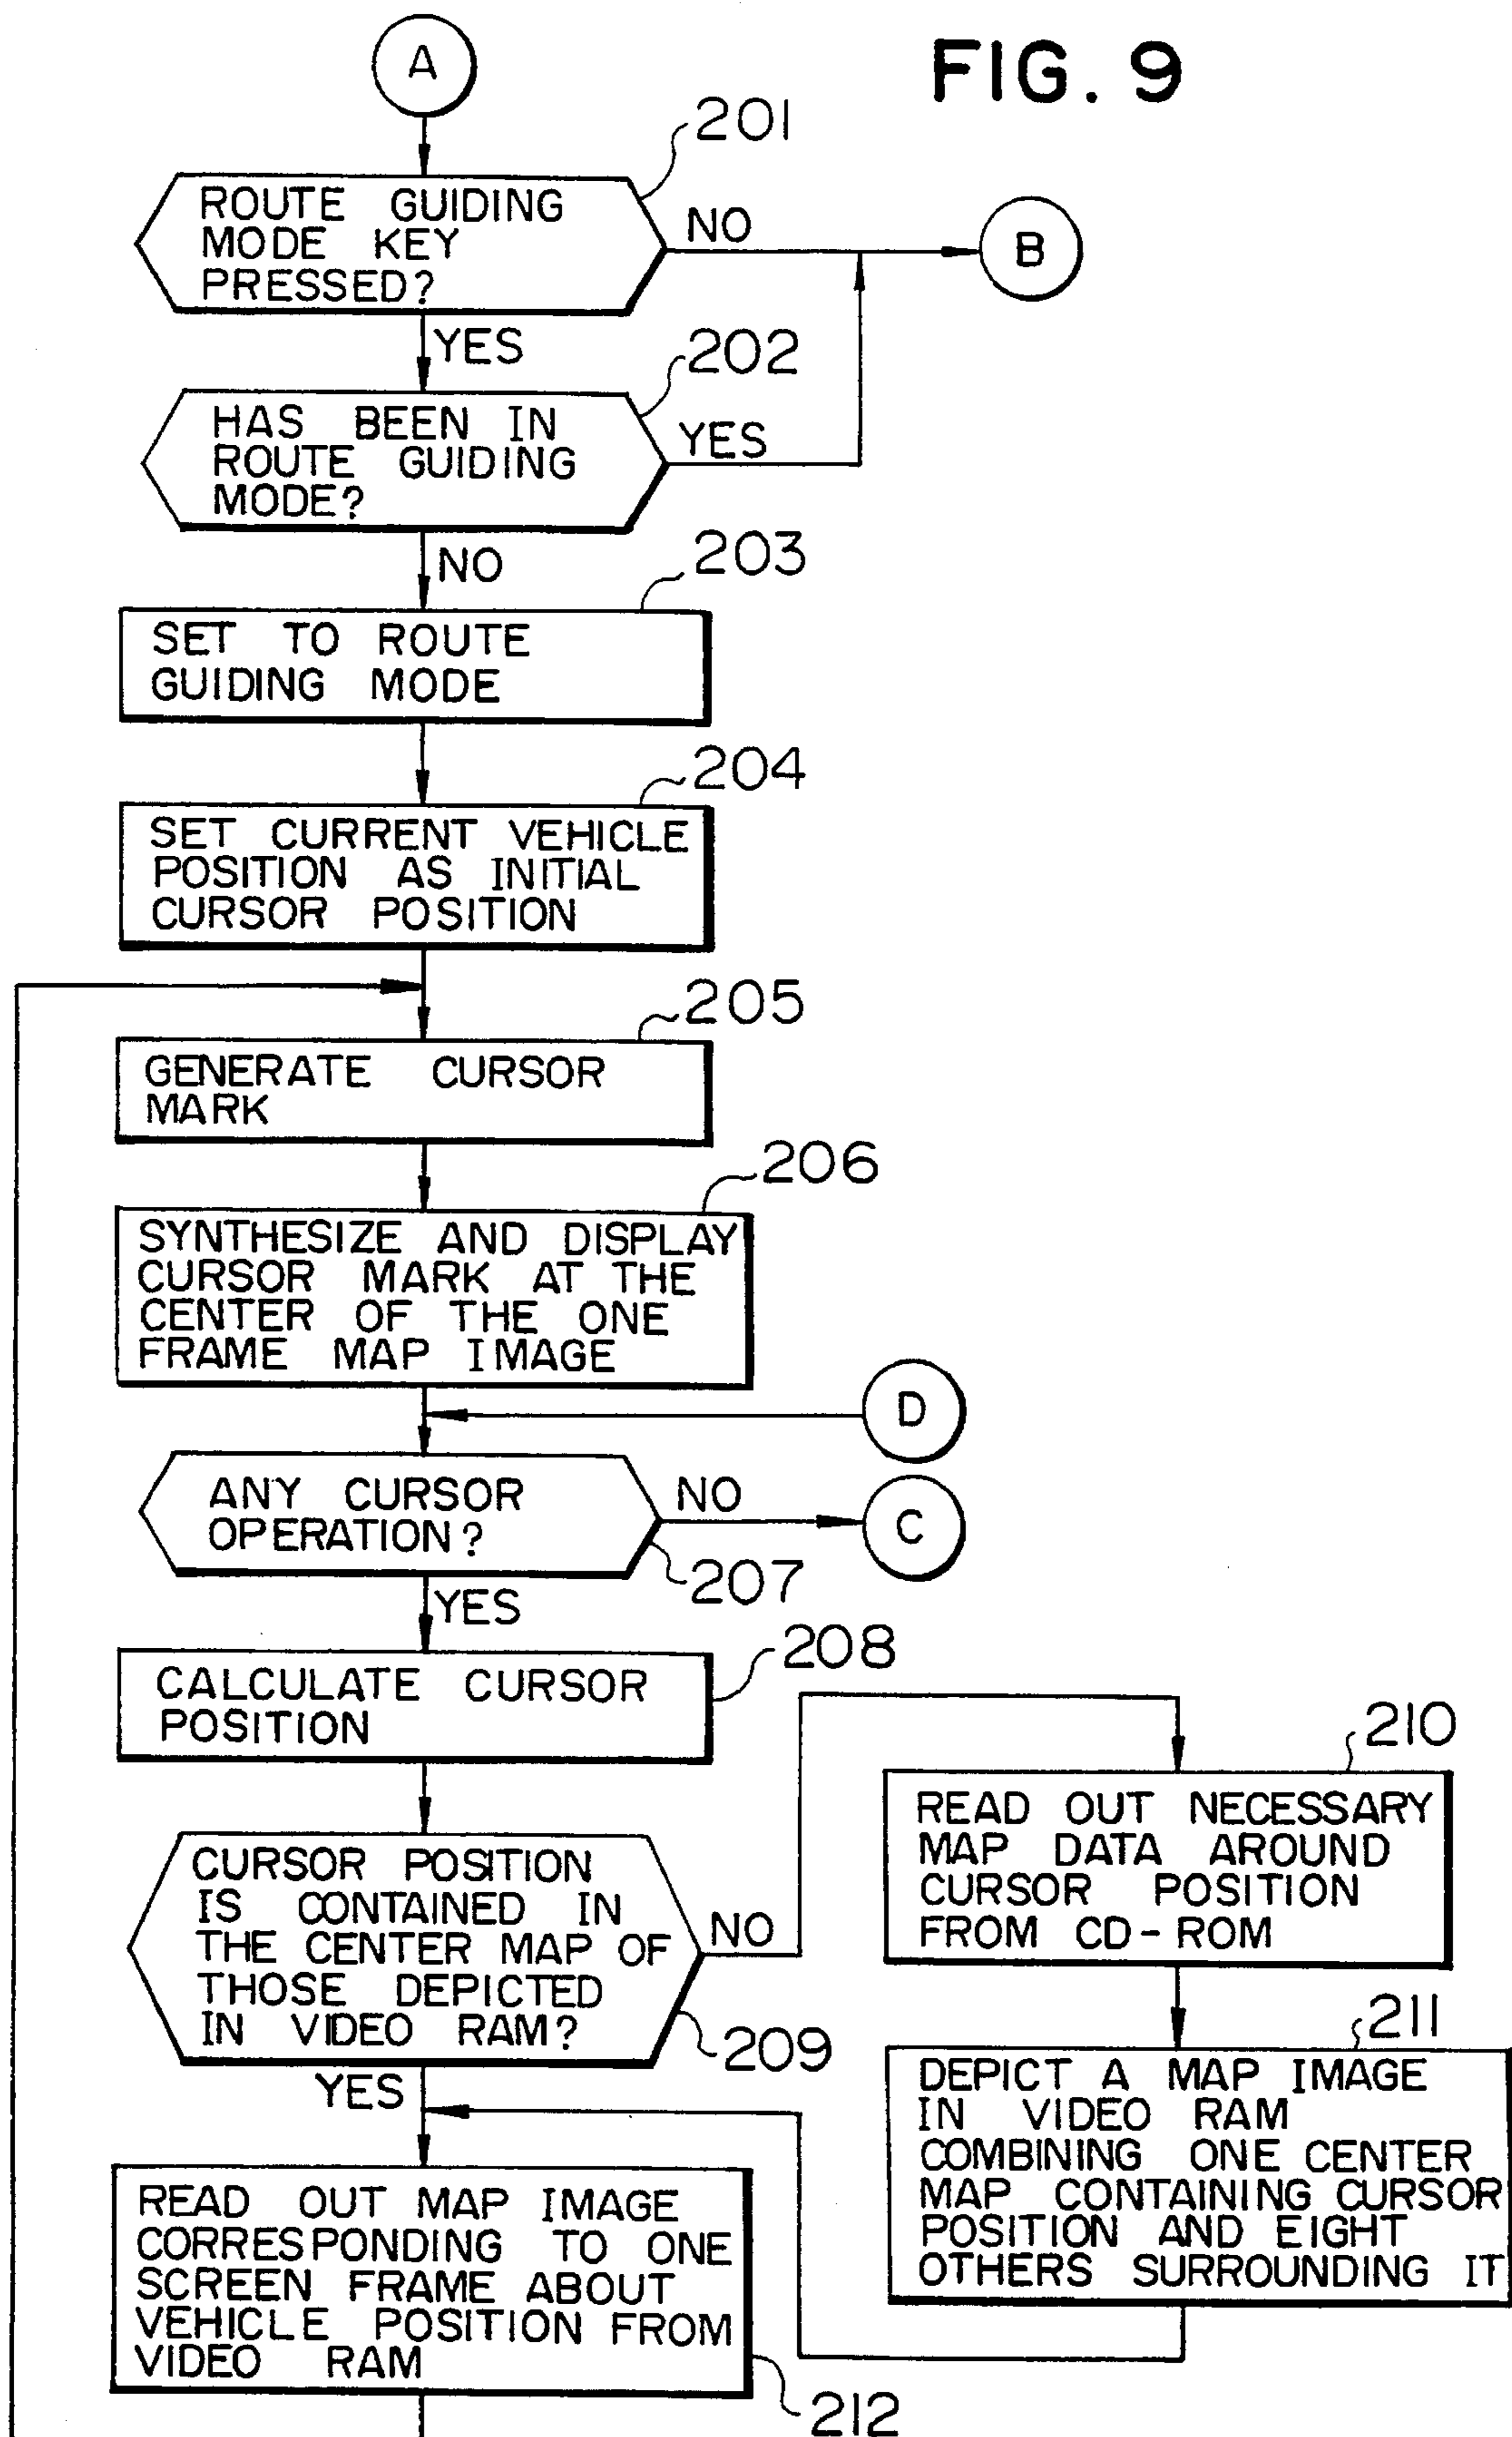 FIG. 9
A
201
ROUTE GUIDING
MODE KEY
PRESSED?
NO
B
YES
202
HAS BEEN IN
ROUTE GUIDING
MODE?
YES
NO
203
SET TO ROUTE
GUIDING MODE
204
SET CURRENT VEHICLE
POSITION AS INITIAL
CURSOR POSITION
205
GENERATE CURSOR
MARK
206
SYNTHESIZE AND DISPLAY
CURSOR MARK AT THE
CENTER OF THE ONE
FRAME MAP IMAGE
D
ANY CURSOR
OPERATION?
NO
C
207
YES
208
CALCULATE CURSOR
POSITION
CURSOR POSITION
IS CONTAINED IN
THE CENTER MAP OF
THOSE DEPICTED
IN VIDEO RAM?
NO
209
YES
210
READ OUT NECESSARY
MAP DATA AROUND
CURSOR POSITION
FROM CD-ROM
211
DEPICT A MAP IMAGE
IN VIDEO RAM
COMBINING ONE CENTER
MAP CONTAINING CURSOR
POSITION AND EIGHT
OTHERS SURROUNDING IT
READ OUT MAP IMAGE
CORRESPONDING TO ONE
SCREEN FRAME ABOUT
VEHICLE POSITION FROM
VIDEO RAM
212